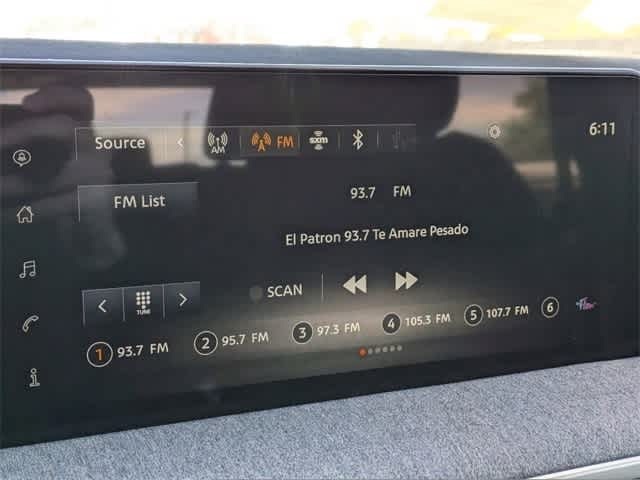 Source AM FM sxm 6:11
FM List
93.7 FM
El Patron 93.7 Te Amare Pesado
TUNE
SCAN
1 93.7 FM 2 95.7 FM 3 97.3 FM 4 105.3 FM 5 107.7 FM 6 Flow